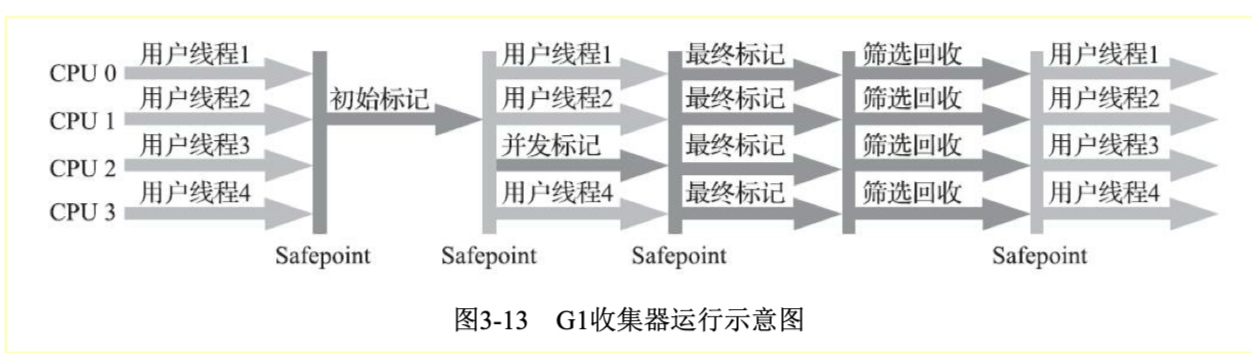 用户线程1 用户线程1 最终标记 筛选回收 用户线程1
CPU 0
用户线程2 初始标记 用户线程2 最终标记 筛选回收 用户线程2
CPU 1
用户线程3 并发标记 最终标记 筛选回收 用户线程3
CPU 2
用户线程4 用户线程4 最终标记 筛选回收 用户线程4
CPU 3
Safepoint Safepoint Safepoint Safepoint
图3-13 G1收集器运行示意图